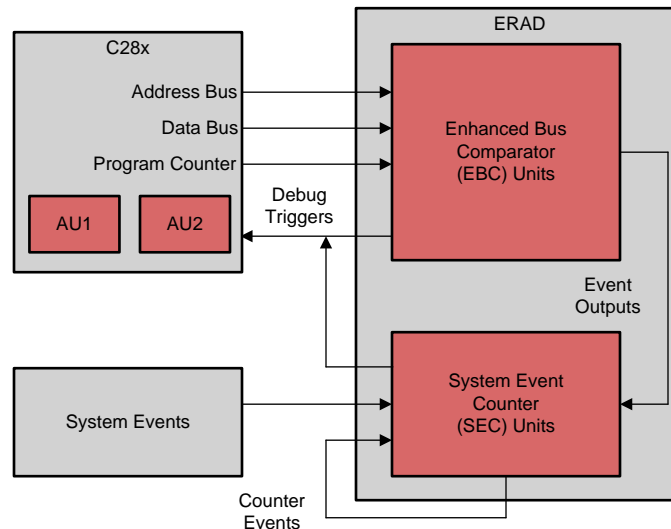 C28x
ERAD
Address Bus
Data Bus
Program Counter
AU1
AU2
Enhanced Bus
Comparator
(EBC) Units
Debug
Triggers
Event
Outputs
System Events
System Event
Counter
(SEC) Units
Counter
Events